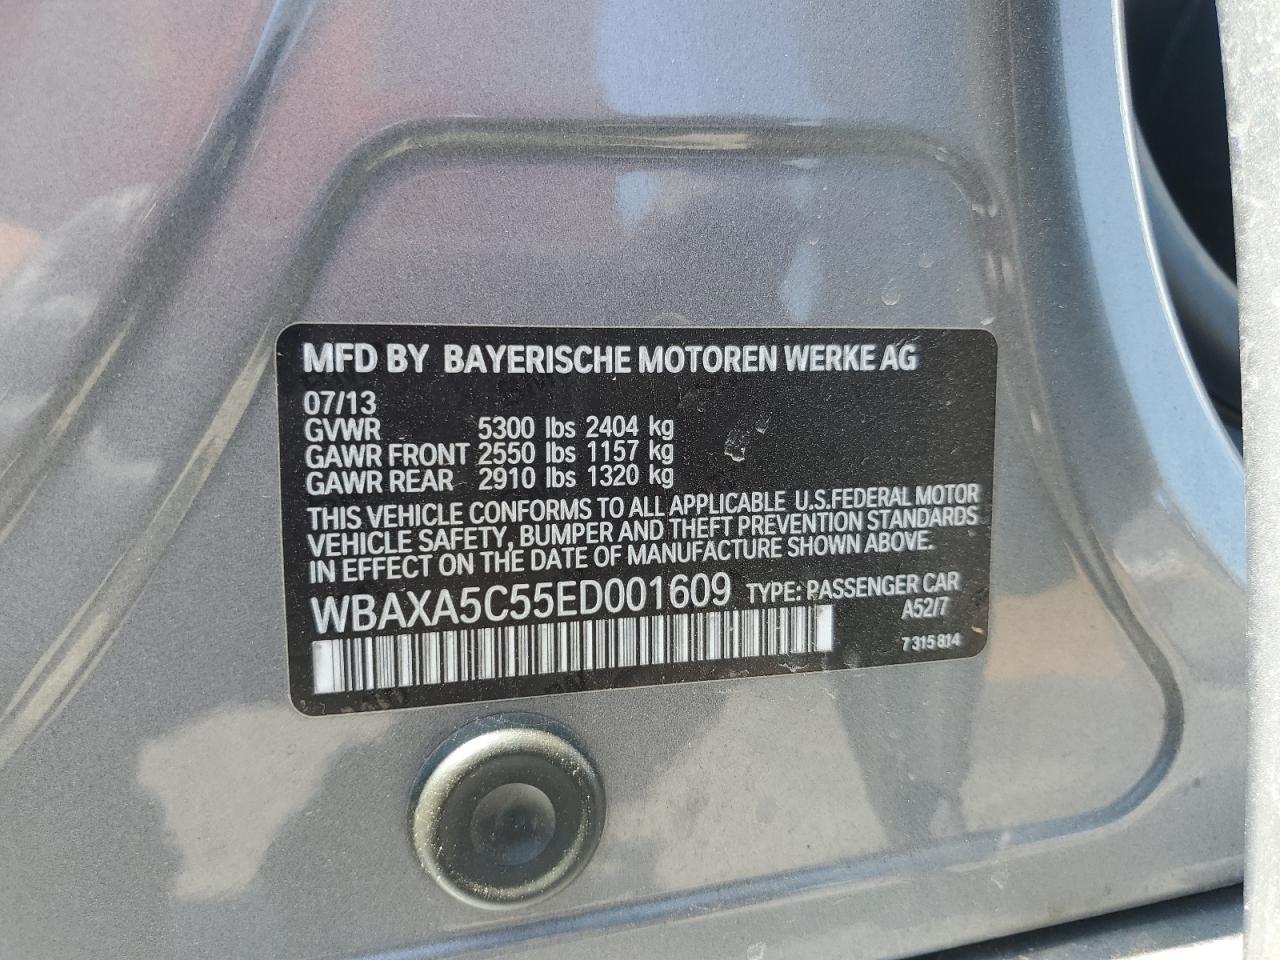 MFD BY BAYERISCHE MOTOREN WERKE AG
07/13
GVWR 5300 lbs 2404 kg
GAWR FRONT 2550 lbs 1157 kg
GAWR REAR 2910 lbs 1320 kg
THIS VEHICLE CONFORMS TO ALL APPLICABLE U.S.FEDERAL MOTOR
VEHICLE SAFETY, BUMPER AND THEFT PREVENTION STANDARDS
IN EFFECT ON THE DATE OF MANUFACTURE SHOWN ABOVE.
WBAXA5C55ED001609 TYPE: PASSENGER CAR
A52/7
7 315 814